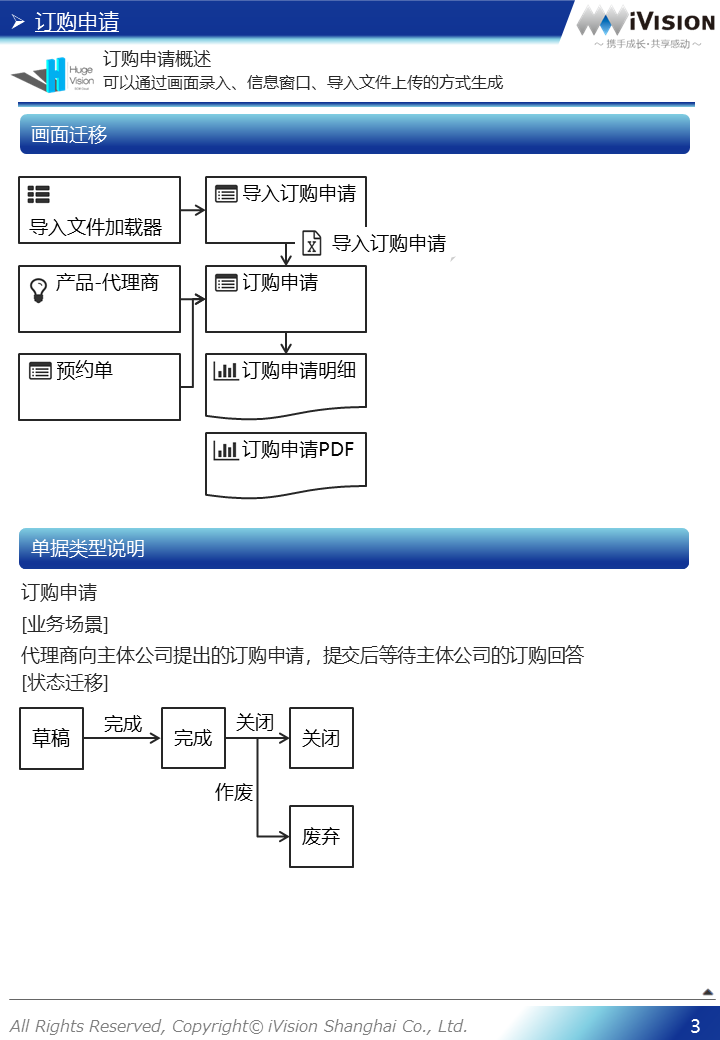 订购申请
iVision
～ 携手成长·共享感动～
Huge
Vision
订购申请概述
可以通过画面录入、信息窗口、导入文件上传的方式生成
画面迁移
导入文件加载器
导入订购申请
导入订购申请
产品-代理商
订购申请
预约单
订购申请明细
订购申请PDF
单据类型说明
订购申请
[业务场景]
代理商向主体公司提出的订购申请，提交后等待主体公司的订购回答
[状态迁移]
草稿
完成
完成
关闭
关闭
作废
废弃
All Rights Reserved, Copyright© iVision Shanghai Co., Ltd.
3